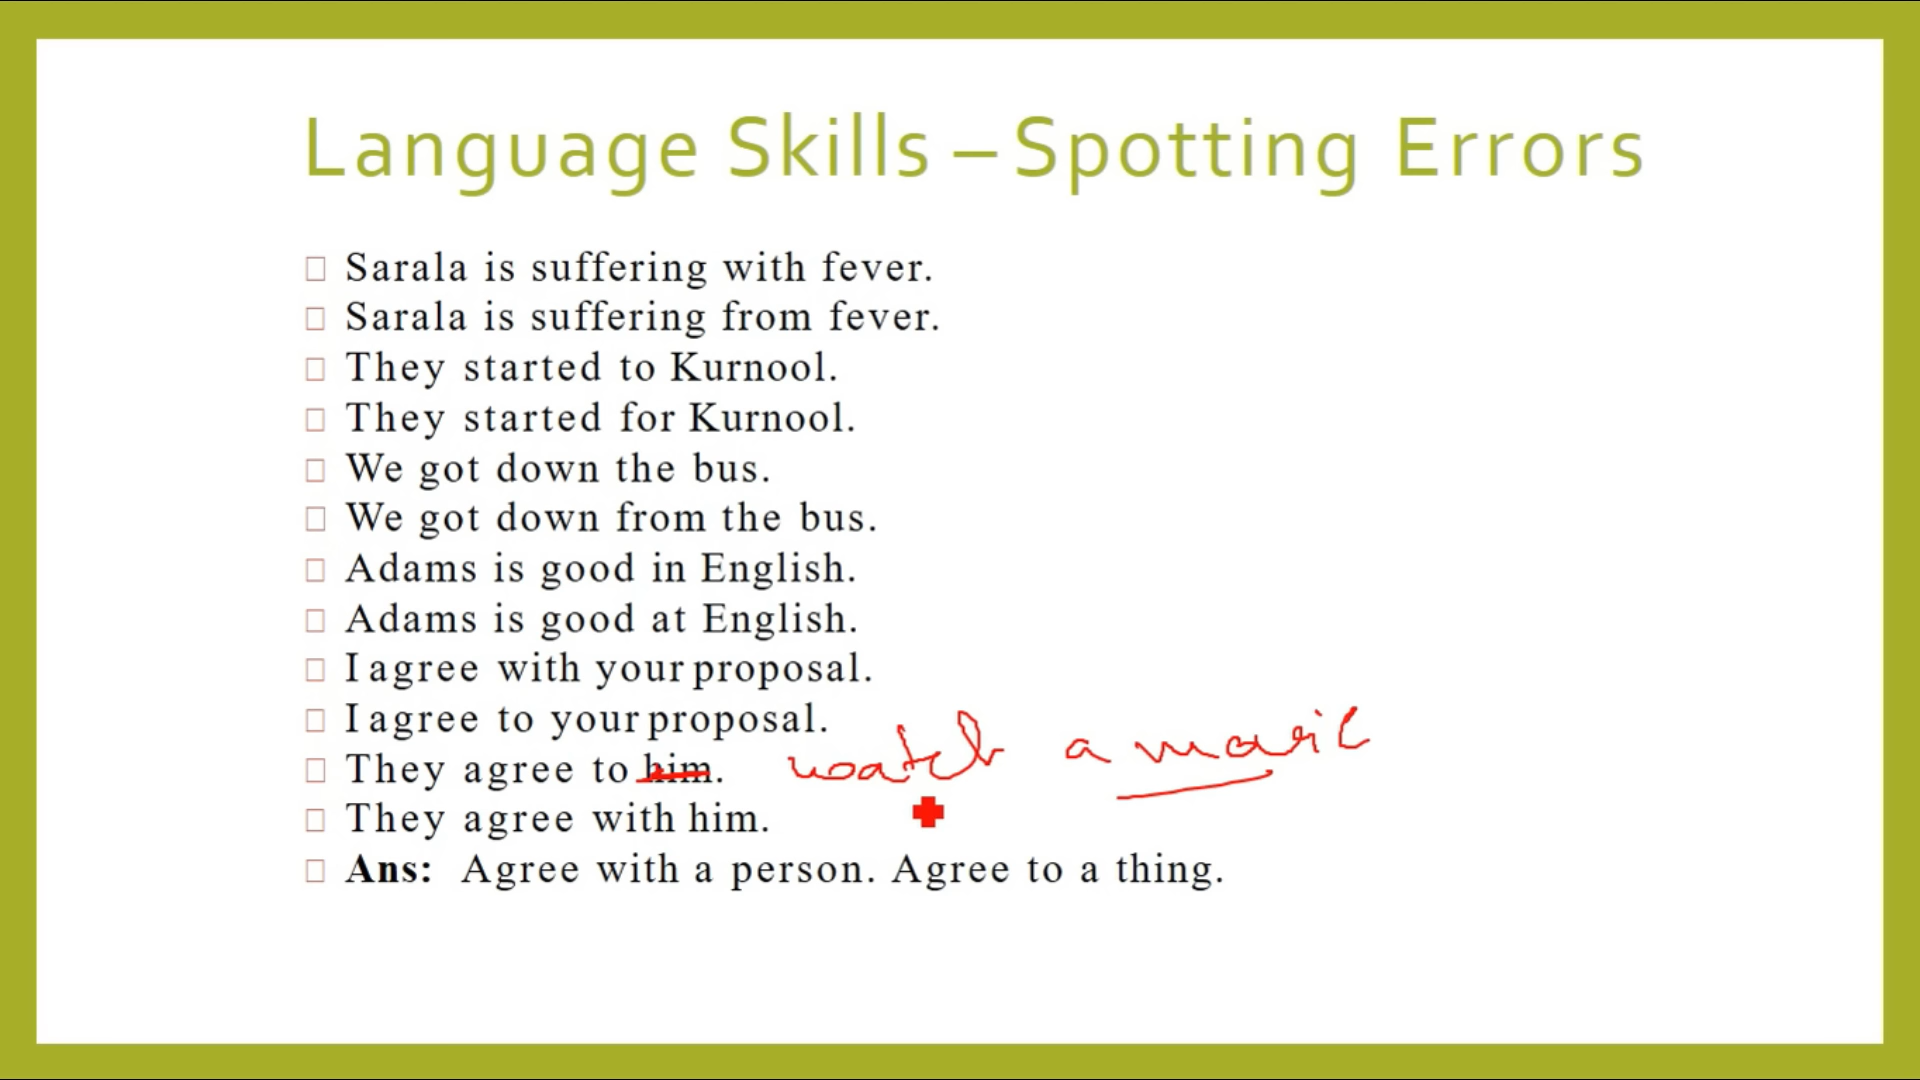 Language Skills – Spotting Errors
Sarala is suffering with fever.
Sarala is suffering from fever.
They started to Kurnool.
They started for Kurnool.
We got down the bus.
We got down from the bus.
Adams is good in English.
Adams is good at English.
I agree with your proposal.
I agree to your proposal.
They agree to him. watch a movie
They agree with him.
Ans: Agree with a person. Agree to a thing.